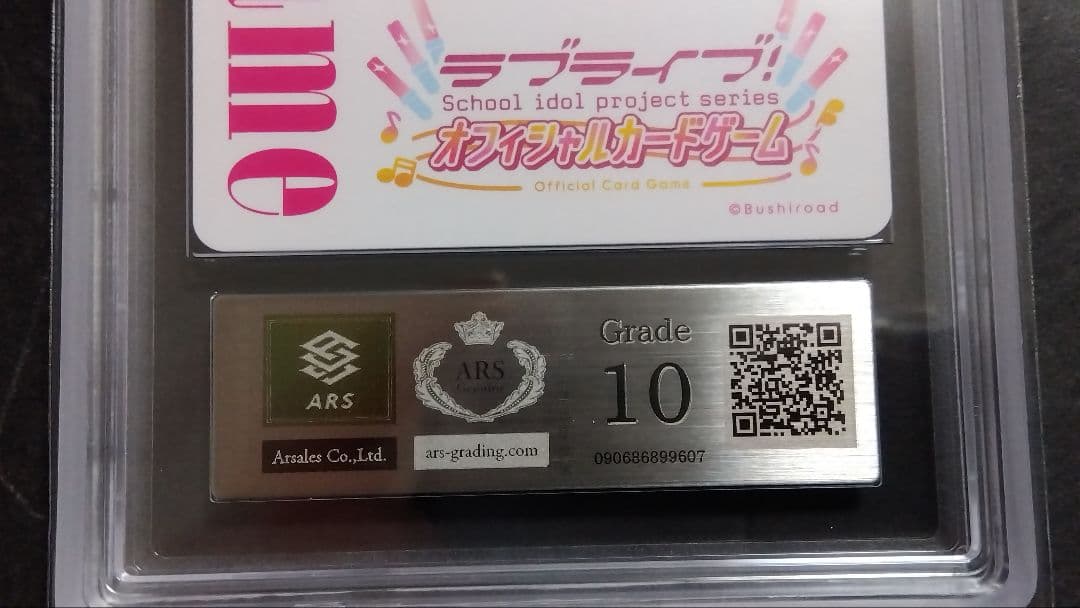 me
ラブライブ!
School idol project series
オフィシャルカードゲーム
Official Card Game
©Bushiroad
ARS
Arsales Co.,Ltd.
ARS
Genuine
ars-grading.com
Grade
10
090686899607